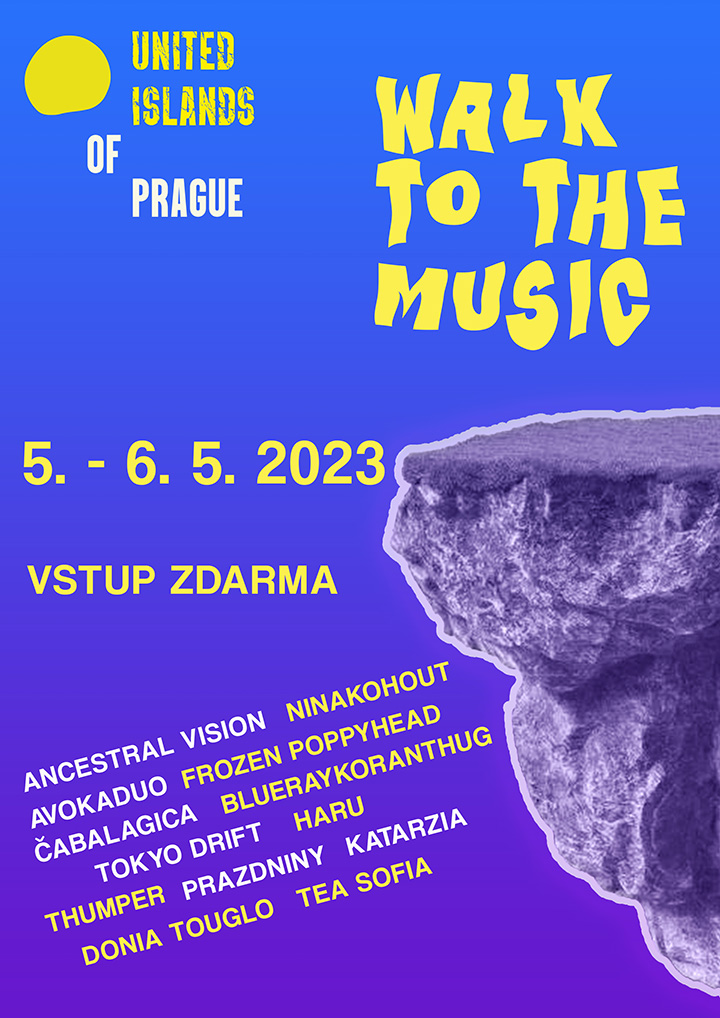 UNITED
ISLANDS
OF
PRAGUE
WALK
TO THE
MUSIC
5. - 6. 5. 2023
VSTUP ZDARMA
ANCESTRAL VISION NINAKOHOUT
AVOKADUO FROZEN POPPYHEAD
ČABALAGICA BLUERAYKORANTHUG
TOKYO DRIFT HARU
THUMPER PRAZDNINY KATARZIA
DONIA TOUGLO TEA SOFIA